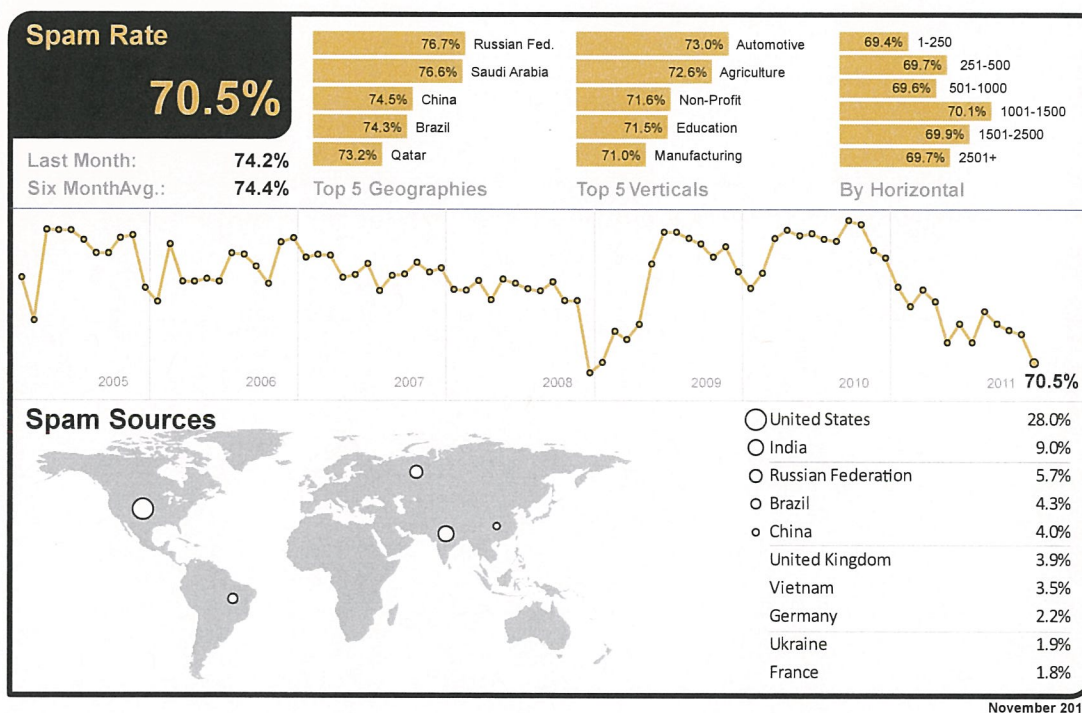 Spam Rate
70.5%
Last Month: 74.2%
Six MonthAvg.: 74.4%
76.7% Russian Fed.
76.6% Saudi Arabia
74.5% China
74.3% Brazil
73.2% Qatar
Top 5 Geographies
73.0% Automotive
72.6% Agriculture
71.6% Non-Profit
71.5% Education
71.0% Manufacturing
Top 5 Verticals
69.4% 1-250
69.7% 251-500
69.6% 501-1000
70.1% 1001-1500
69.9% 1501-2500
69.7% 2501+
By Horizontal
2005 2006 2007 2008 2009 2010 2011 70.5%
Spam Sources
United States 28.0%
India 9.0%
Russian Federation 5.7%
Brazil 4.3%
China 4.0%
United Kingdom 3.9%
Vietnam 3.5%
Germany 2.2%
Ukraine 1.9%
France 1.8%
November 201